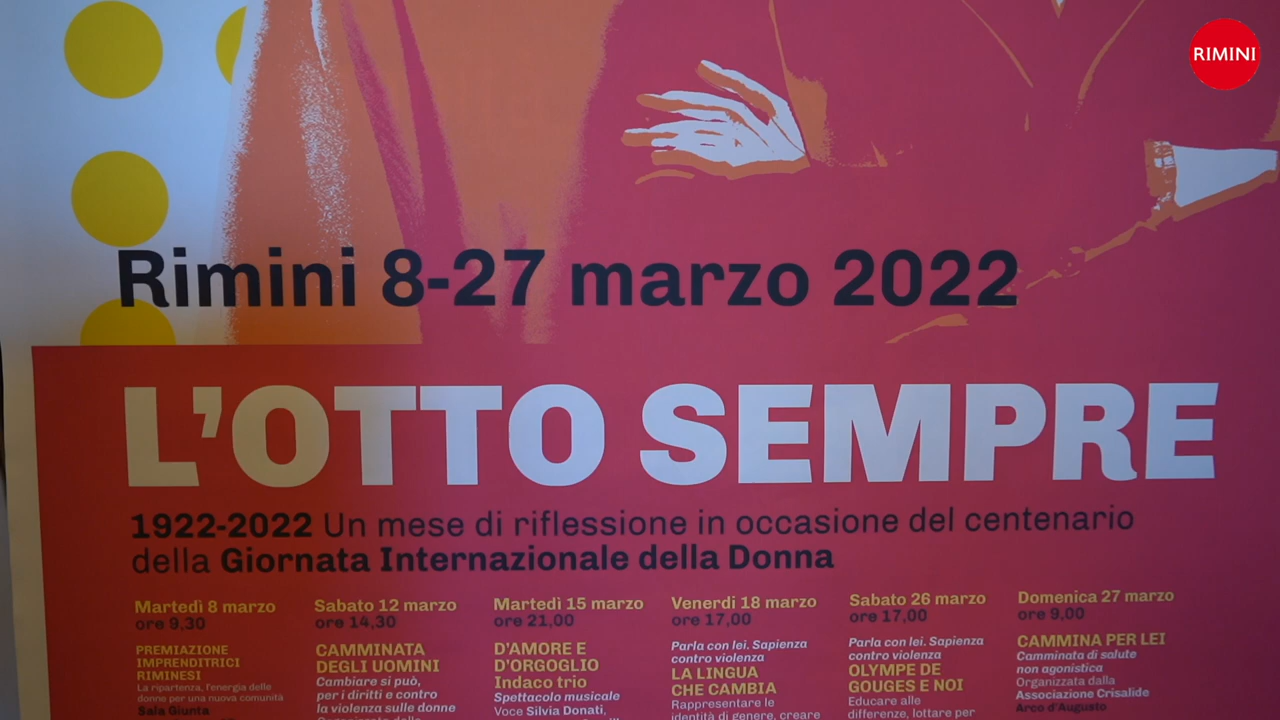 RIMINI
Rimini 8-27 marzo 2022
L'OTTO SEMPRE
1922-2022 Un mese di riflessione in occasione del centenario
della Giornata Internazionale della Donna
Martedì 8 marzo
ore 9,30
PREMIAZIONE
IMPRENDITRICI
RIMINESI
La ripartenza, l'energia delle
donne per una nuova comunità
Sala Giunta
Sabato 12 marzo
ore 14,30
CAMMINATA
DEGLI UOMINI
Cambiare si può,
per i diritti e contro
la violenza sulle donne
Martedì 15 marzo
ore 21,00
D'AMORE E
D'ORGOGLIO
Indaco trio
Spettacolo musicale
Voce Silvia Donati,
Venerdì 18 marzo
ore 17,00
Parla con lei. Sapienza
contro violenza
LA LINGUA
CHE CAMBIA
Rappresentare le
identità di genere, creare
Sabato 26 marzo
ore 17,00
Parla con lei. Sapienza
contro violenza
OLYMPE DE
GOUGES E NOI
Educare alle
differenze, lottare per
Domenica 27 marzo
ore 9,00
CAMMINA PER LEI
Camminata di salute
non agonistica
Organizzata dalla
Associazione Crisalide
Arco d'Augusto